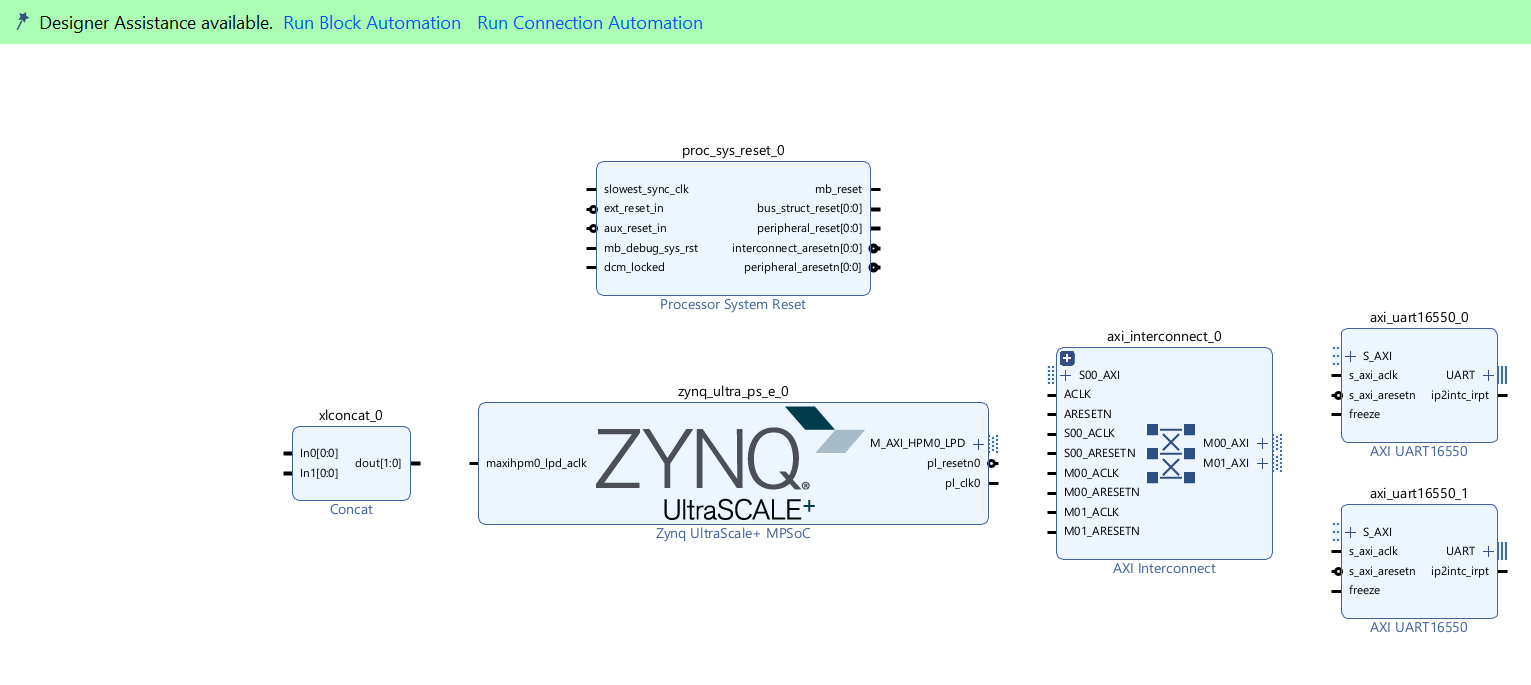 Designer Assistance available. Run Block Automation Run Connection Automation
proc_sys_reset_0
slowest_sync_clk mb_reset
ext_reset_in bus_struct_reset[0:0]
aux_reset_in peripheral_reset[0:0]
mb_debug_sys_rst interconnect_aresetn[0:0]
dcm_locked peripheral_aresetn[0:0]
Processor System Reset
xlconcat_0
In0[0:0]
In1[0:0]
dout[1:0]
Concat
zynq_ultra_ps_e_0
maxihpm0_lpd_aclk
ZYNQ®
UltraSCALE+
M_AXI_HPM0_LPD
pl_resetn0
pl_clk0
Zynq UltraScale+ MPSoC
axi_interconnect_0
S00_AXI
ACLK
ARESETN
S00_ACLK
S00_ARESETN
M00_ACLK
M00_ARESETN
M01_ACLK
M01_ARESETN
M00_AXI
M01_AXI
AXI Interconnect
axi_uart16550_0
S_AXI
s_axi_aclk UART
s_axi_aresetn ip2intc_irpt
freeze
AXI UART16550
axi_uart16550_1
S_AXI
s_axi_aclk UART
s_axi_aresetn ip2intc_irpt
freeze
AXI UART16550